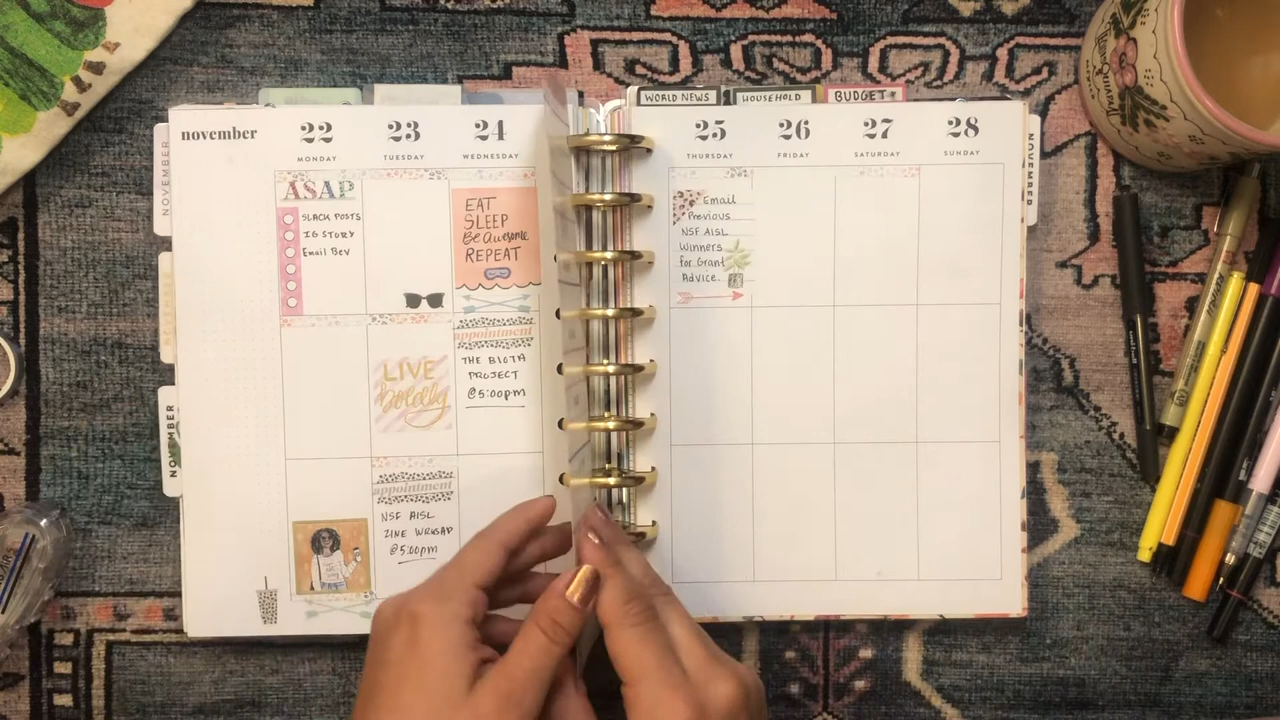 WORLD NEWS
HOUSEHOLD
BUDGET
november
22
MONDAY
23
TUESDAY
24
WEDNESDAY
25
THURSDAY
26
FRIDAY
27
SATURDAY
28
SUNDAY
NOVEMBER
NOVEMBER
NOVEMBER
ASAP
SLACK POSTS
IG STORY
Email Bev
EAT
SLEEP
Be Awesome
REPEAT
LIVE
boldly
appointment
THE BIOTA
PROJECT
@5:00pm
appointment
NSF AISL
ZINE WRKSAP
@5:00pm
Email
Previous
NSF AISL
Winners
for Grant
Advice.